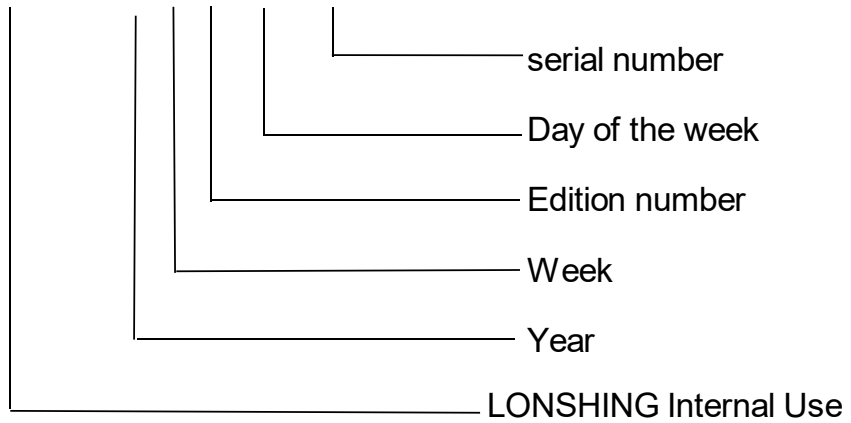 serial number
Day of the week
Edition number
Week
Year
LONSHING Internal Use